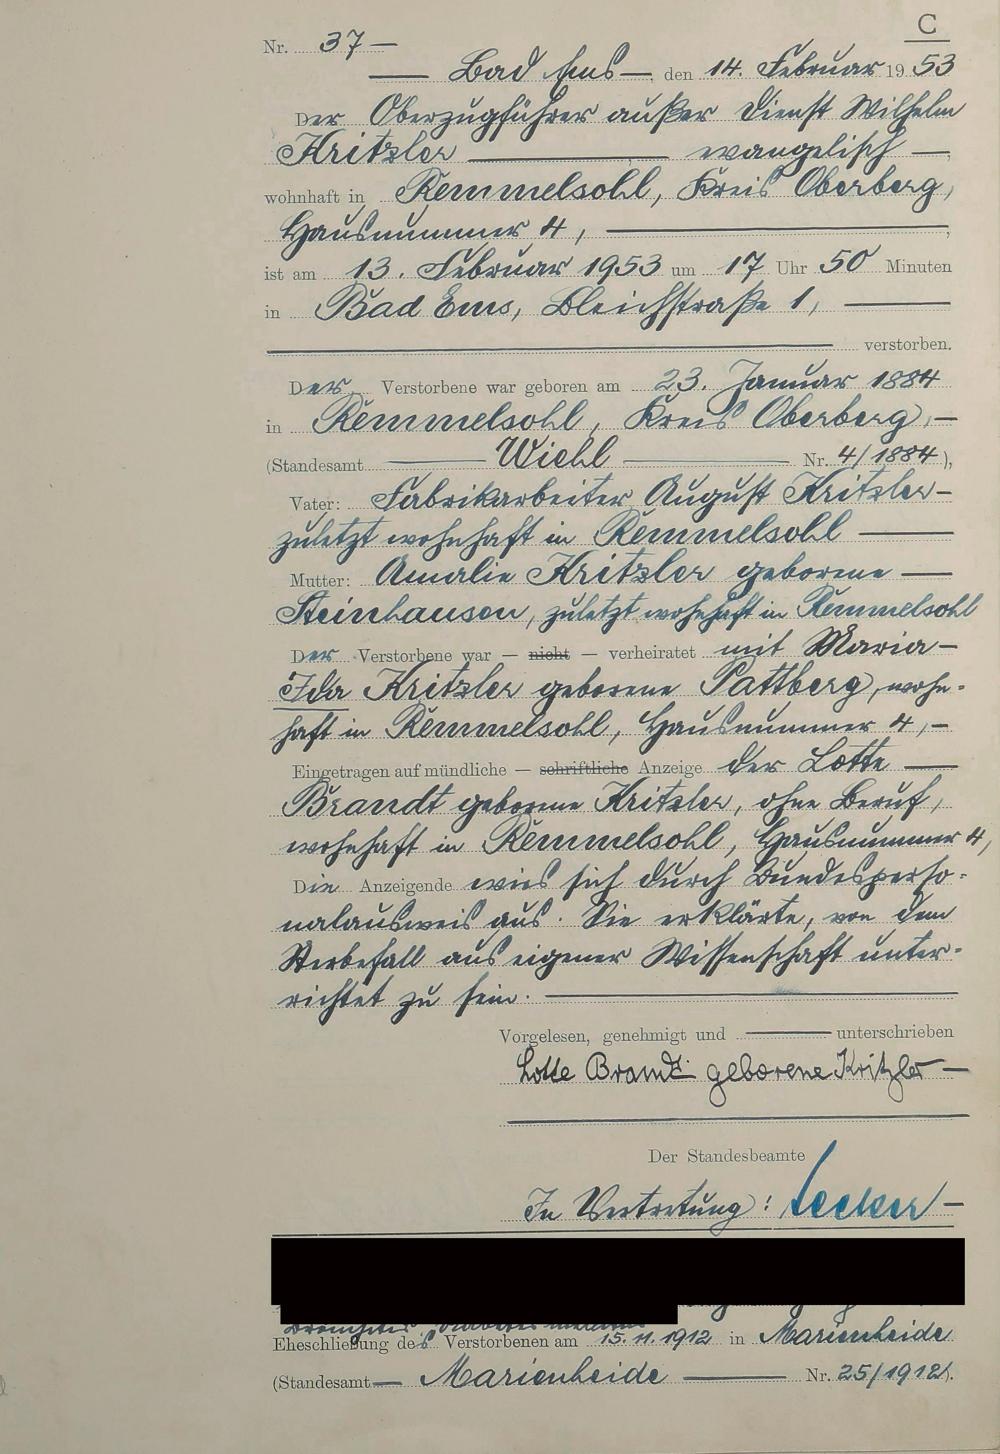 C
Nr. 37 —
— Bad Ems —, den 14. Februar 1953
Der Oberzugführer außer Dienst Wilhelm
Kritzler — evangelisch —,
wohnhaft in Remmelsohl, Kreis Oberberg,
Hausnummer 4, —,
ist am 13. Februar 1953 um 17 Uhr 50 Minuten
in Bad Ems, Bleichstraße 1, —
— verstorben.
Der Verstorbene war geboren am 23. Januar 1884
in Remmelsohl, Kreis Oberberg, —
(Standesamt — Wiehl — Nr. 4/1884),
Vater: Fabrikarbeiter August Kritzler —
zuletzt wohnhaft in Remmelsohl —
Mutter: Amalie Kritzler geborene —
Steinhausen, zuletzt wohnhaft in Remmelsohl
Der Verstorbene war — nicht — verheiratet mit Maria —
Ida Kritzler geborene Pattberg, wohn-
haft in Remmelsohl, Hausnummer 4, —
Eingetragen auf mündliche — schriftliche Anzeige der Lotte —
Brandt geborene Kritzler, ohne Beruf,
wohnhaft in Remmelsohl, Hausnummer 4,
Die Anzeigende wies sich durch Bundesperso-
nalausweis aus. Sie erklärte, von dem
Sterbefall aus eigener Wissenschaft unter-
richtet zu sein. —
Vorgelesen, genehmigt und — unterschrieben
Lotte Brandt geborene Kritzler —
Der Standesbeamte
In Vertretung: —
Eheschließung des Verstorbenen am 15.11.1912 in Marienheide
(Standesamt — Marienheide — Nr. 25/1912).